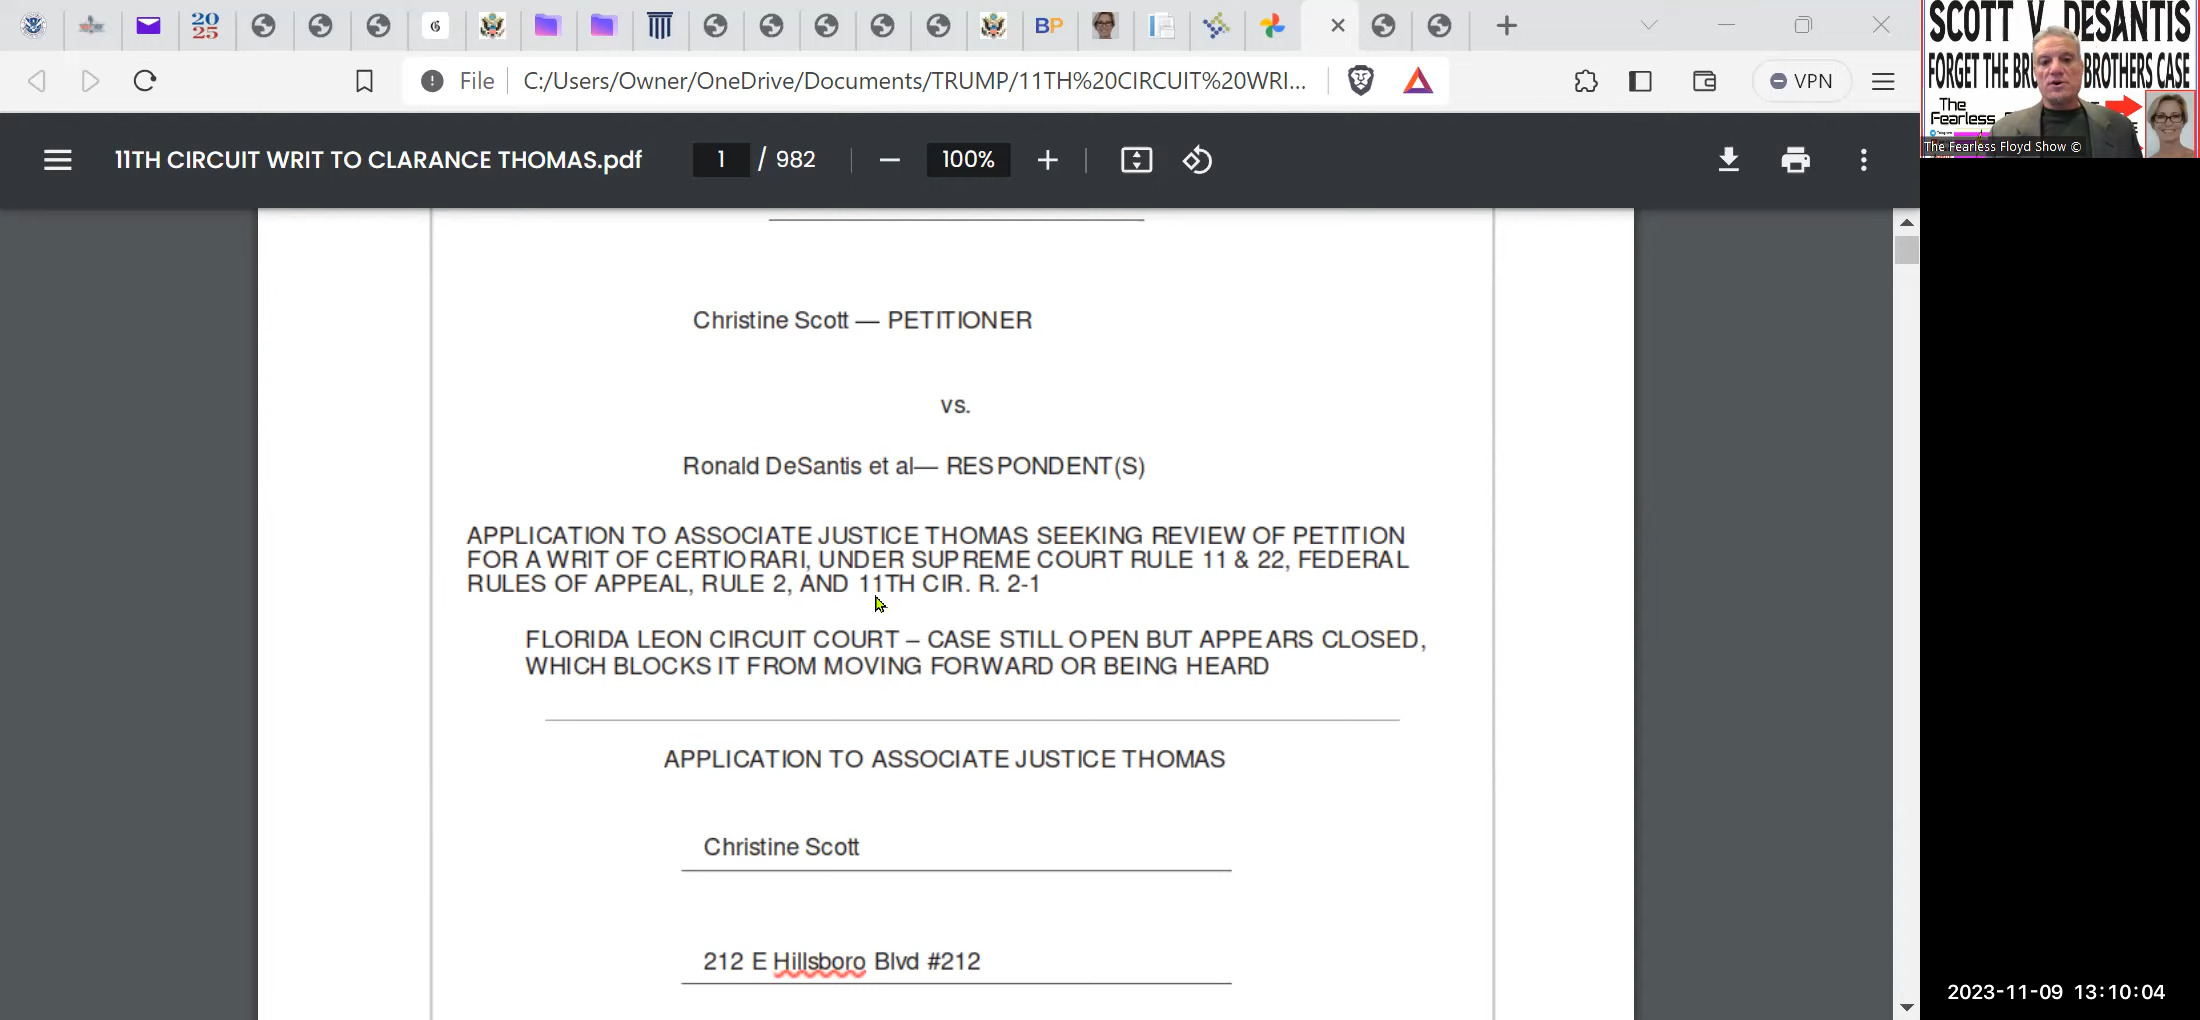 20
25
G
BP
File
C:/Users/Owner/OneDrive/Documents/TRUMP/11TH%20CIRCUIT%20WRI...
VPN
11TH CIRCUIT WRIT TO CLARANCE THOMAS.pdf
1 / 982
100%
Christine Scott — PETITIONER
vs.
Ronald DeSantis et al— RESPONDENT(S)
APPLICATION TO ASSOCIATE JUSTICE THOMAS SEEKING REVIEW OF PETITION
FOR A WRIT OF CERTIORARI, UNDER SUPREME COURT RULE 11 & 22, FEDERAL
RULES OF APPEAL, RULE 2, AND 11TH CIR. R. 2-1
FLORIDA LEON CIRCUIT COURT – CASE STILL OPEN BUT APPEARS CLOSED,
WHICH BLOCKS IT FROM MOVING FORWARD OR BEING HEARD
APPLICATION TO ASSOCIATE JUSTICE THOMAS
Christine Scott
212 E Hillsboro Blvd #212
SCOTT V. DESANTIS
FORGET THE BROTHERS CASE
The
Fearless
The Fearless Floyd Show ©
2023-11-09 13:10:04